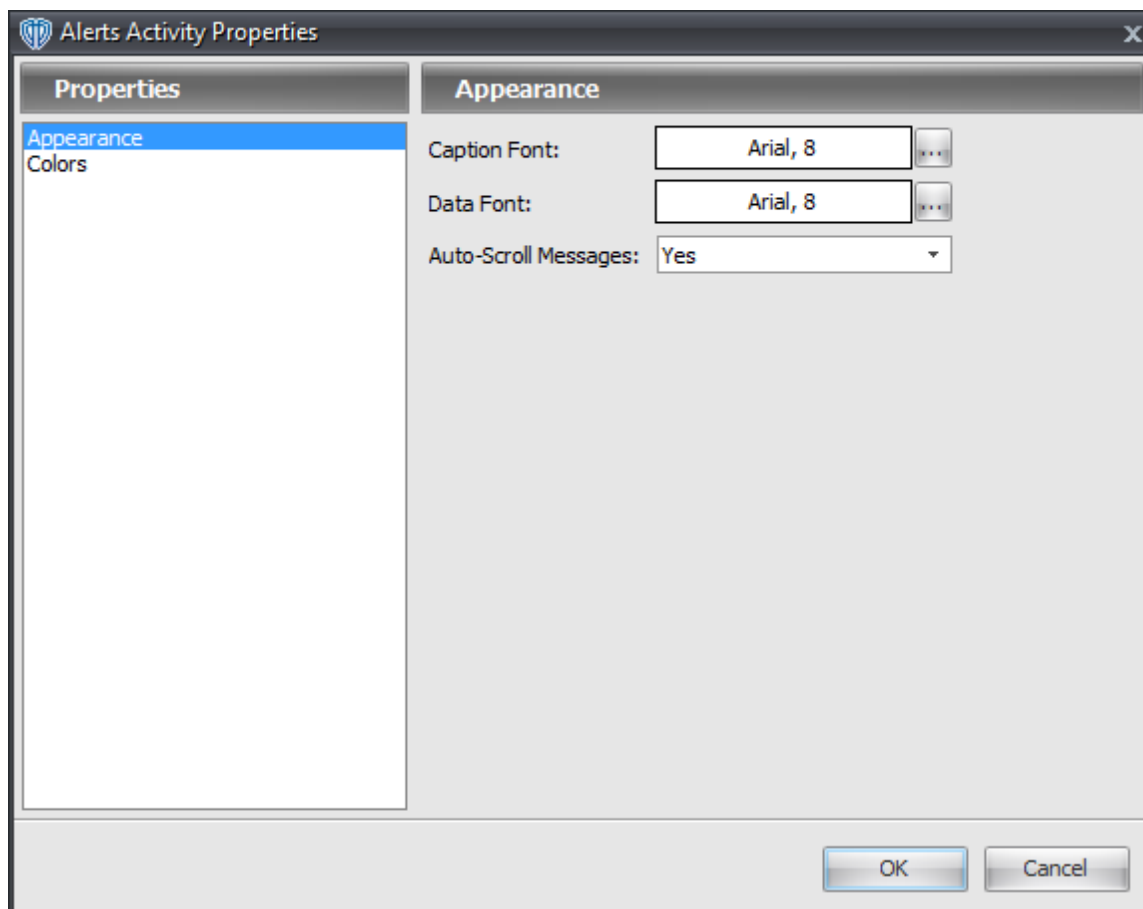 Alerts Activity Properties
x
Properties
Appearance
Appearance
Colors
Caption Font: Arial, 8 ...
Data Font: Arial, 8 ...
Auto-Scroll Messages: Yes
OK Cancel